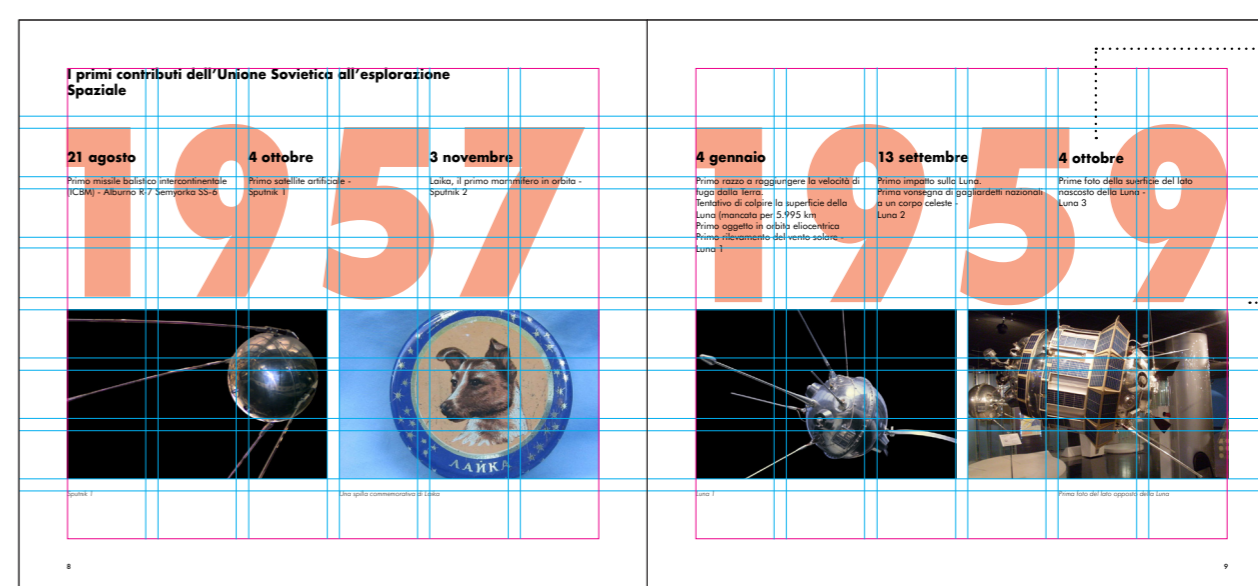 I primi contributi dell'Unione Sovietica all'esplorazione
Spaziale
1957
21 agosto
Primo missile balistico intercontinentale
(ICBM) - Alburno R-7 Semyorka SS-6
4 ottobre
Primo satellite artificiale -
Sputnik 1
3 novembre
Laika, il primo mammifero in orbita -
Sputnik 2
ЛАЙКА
Sputnik 1
Una spilla commemorativa di Laika
8
1959
4 gennaio
Primo razzo a raggiungere la velocità di
fuga dalla Terra.
Tentativo di colpire la superficie della
Luna (mancata per 5.995 km
Primo oggetto in orbita eliocentrica
Primo rilevamento del vento solare -
Luna 1
13 settembre
Primo impatto sulla Luna.
Prima vonsegna di gagliardetti nazionali
a un corpo celeste -
Luna 2
4 ottobre
Prime foto della suerficie del lato
nascosto della Luna -
Luna 3
Luna 1
Prima foto del lato opposto della Luna
9